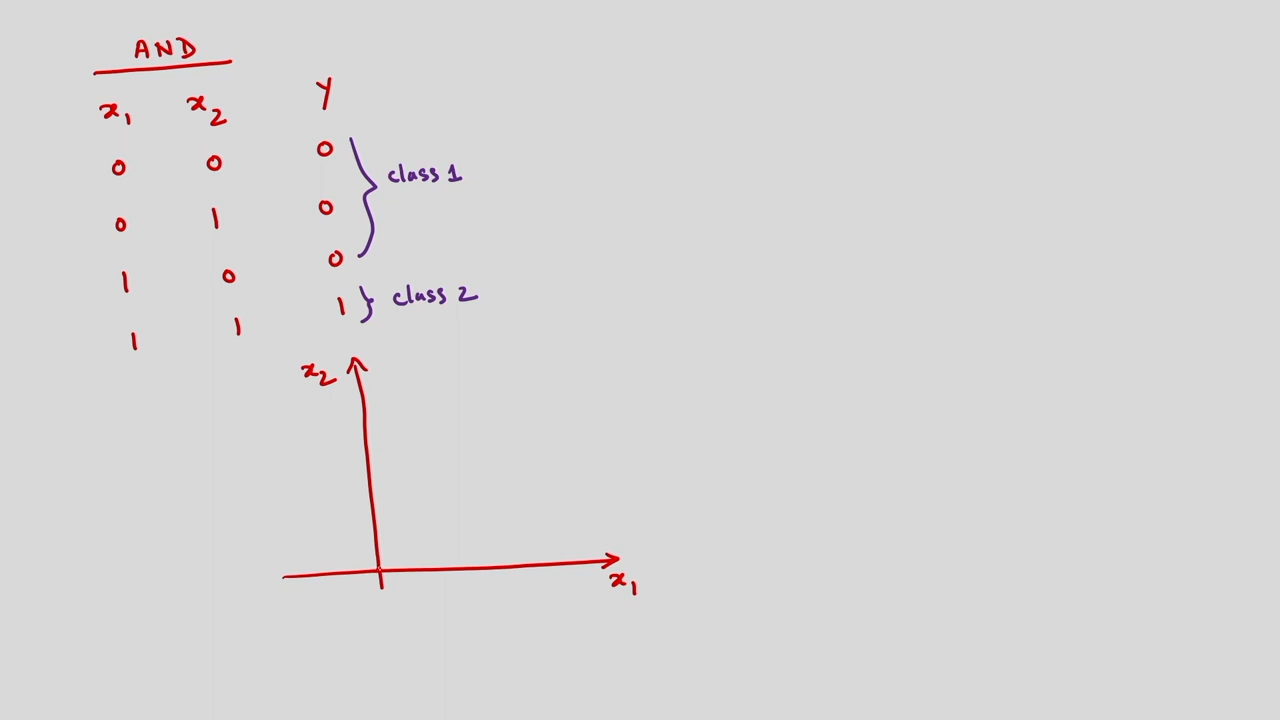 AND
x₁ x₂ y
0 0 0
0 1 0
1 0 0
1 1 1
class 1
class 2
x₂
x₁